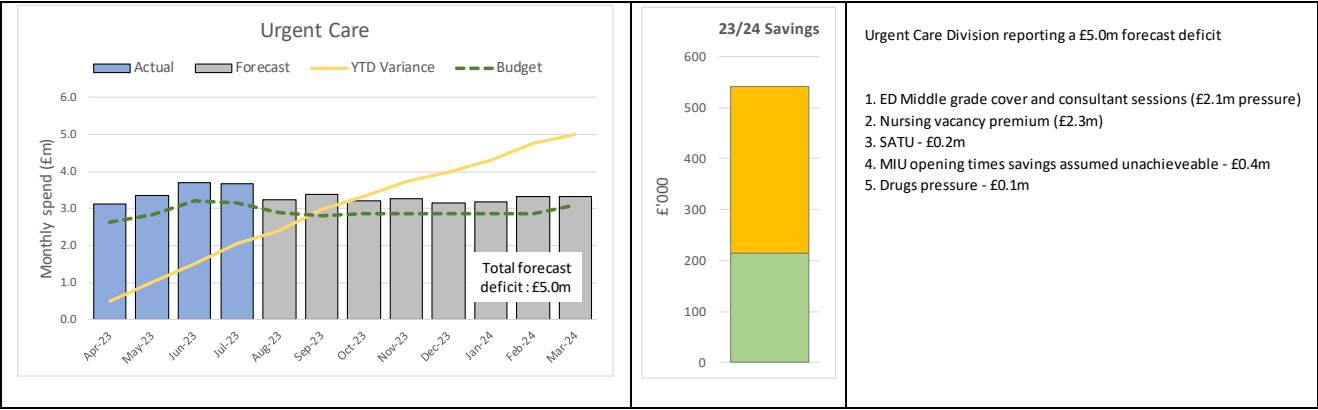 Urgent Care
Actual
Forecast
YTD Variance
Budget
Monthly spend (£m)
6.0
5.0
4.0
3.0
2.0
1.0
0.0
Total forecast
deficit : £5.0m
Apr-23
May-23
Jun-23
Jul-23
Aug-23
Sep-23
Oct-23
Nov-23
Dec-23
Jan-24
Feb-24
Mar-24
23/24 Savings
£'000
600
500
400
300
200
100
0
Urgent Care Division reporting a £5.0m forecast deficit
1. ED Middle grade cover and consultant sessions (£2.1m pressure)
2. Nursing vacancy premium (£2.3m)
3. SATU - £0.2m
4. MIU opening times savings assumed unachieveable - £0.4m
5. Drugs pressure - £0.1m